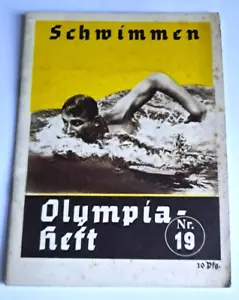 Schwimmen
Olympia-
Heft
Nr.
19
10 Pfg.